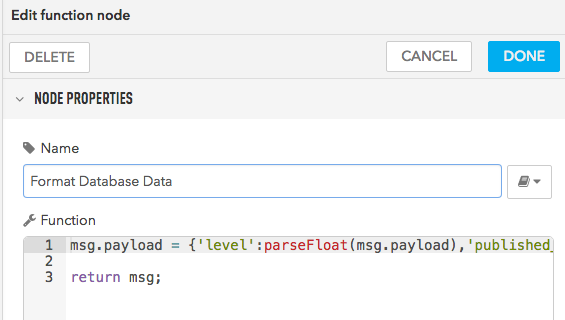 Edit function node
DELETE CANCEL DONE
NODE PROPERTIES
Name
Format Database Data
Function
1 msg.payload = {'level':parseFloat(msg.payload),'published_
2
3 return msg;